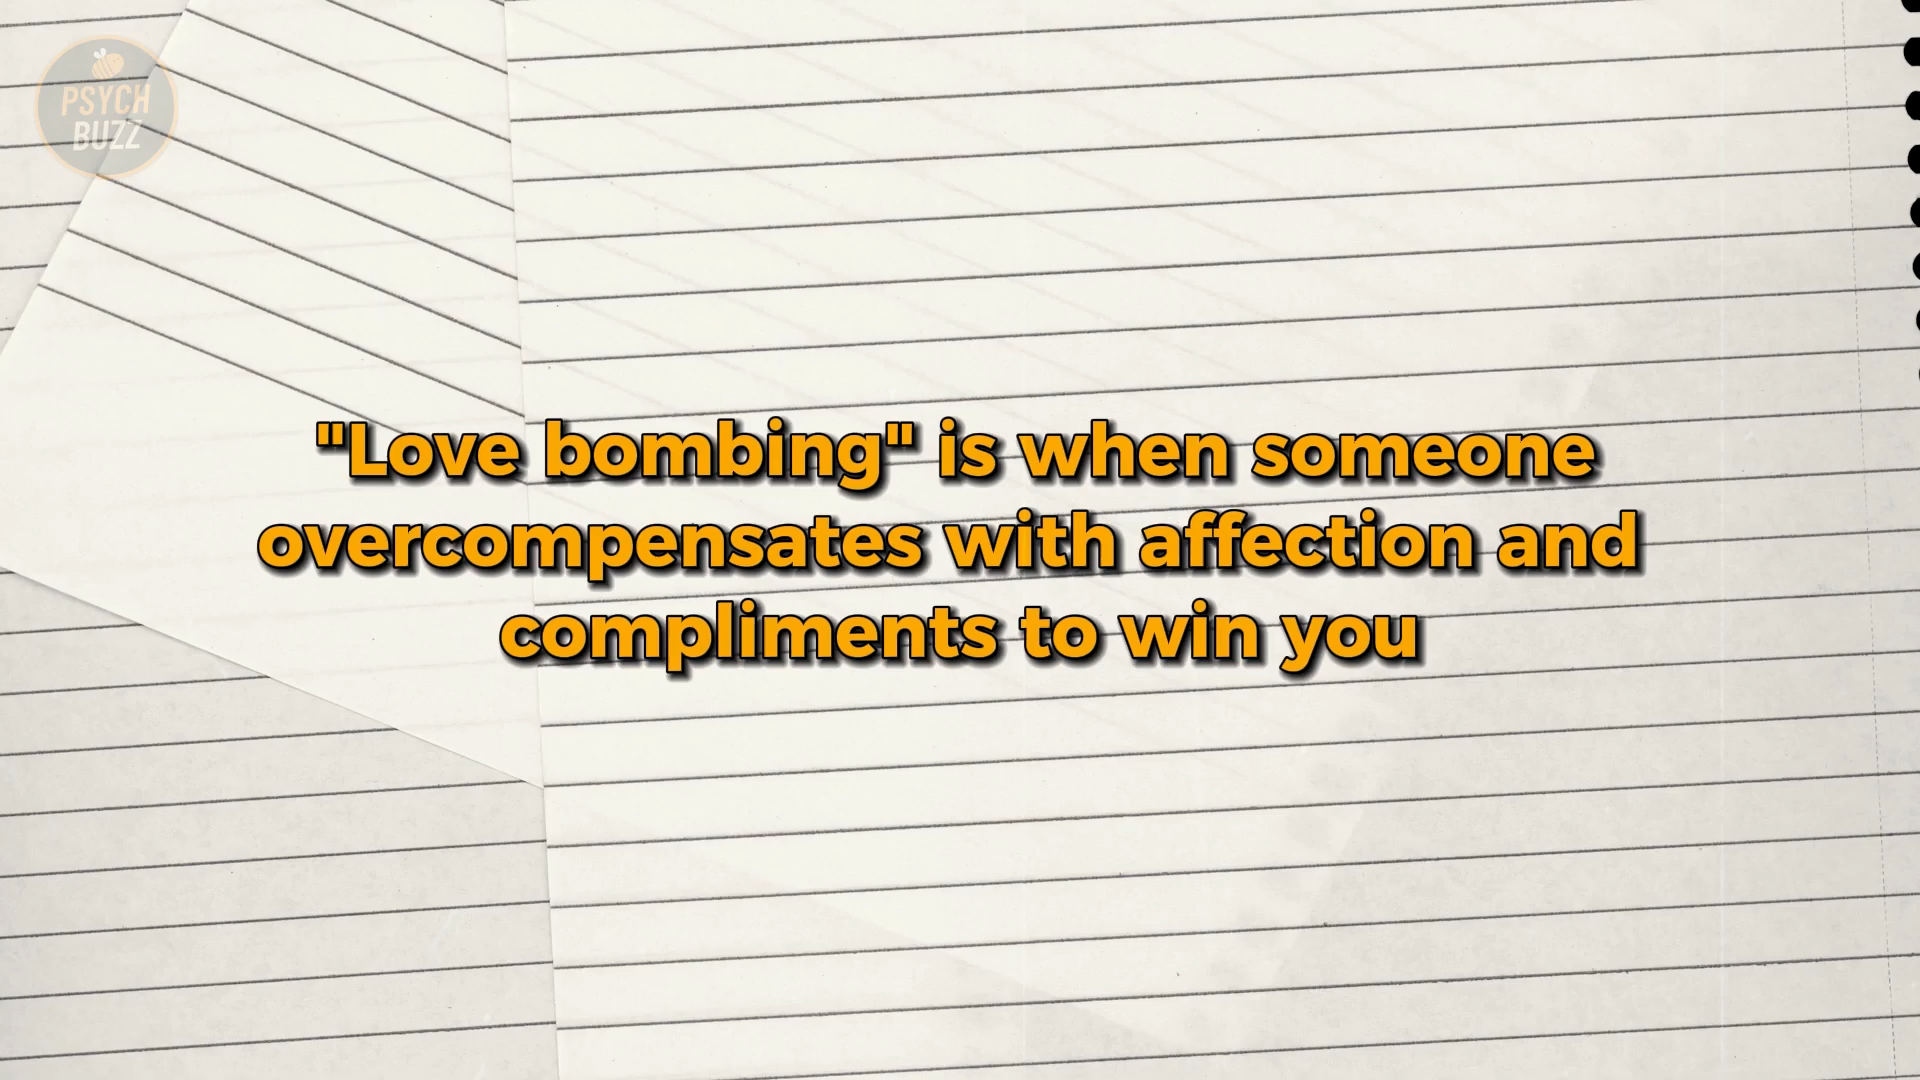 PSYCH
BUZZ
"Love bombing" is when someone
overcompensates with affection and
compliments to win you